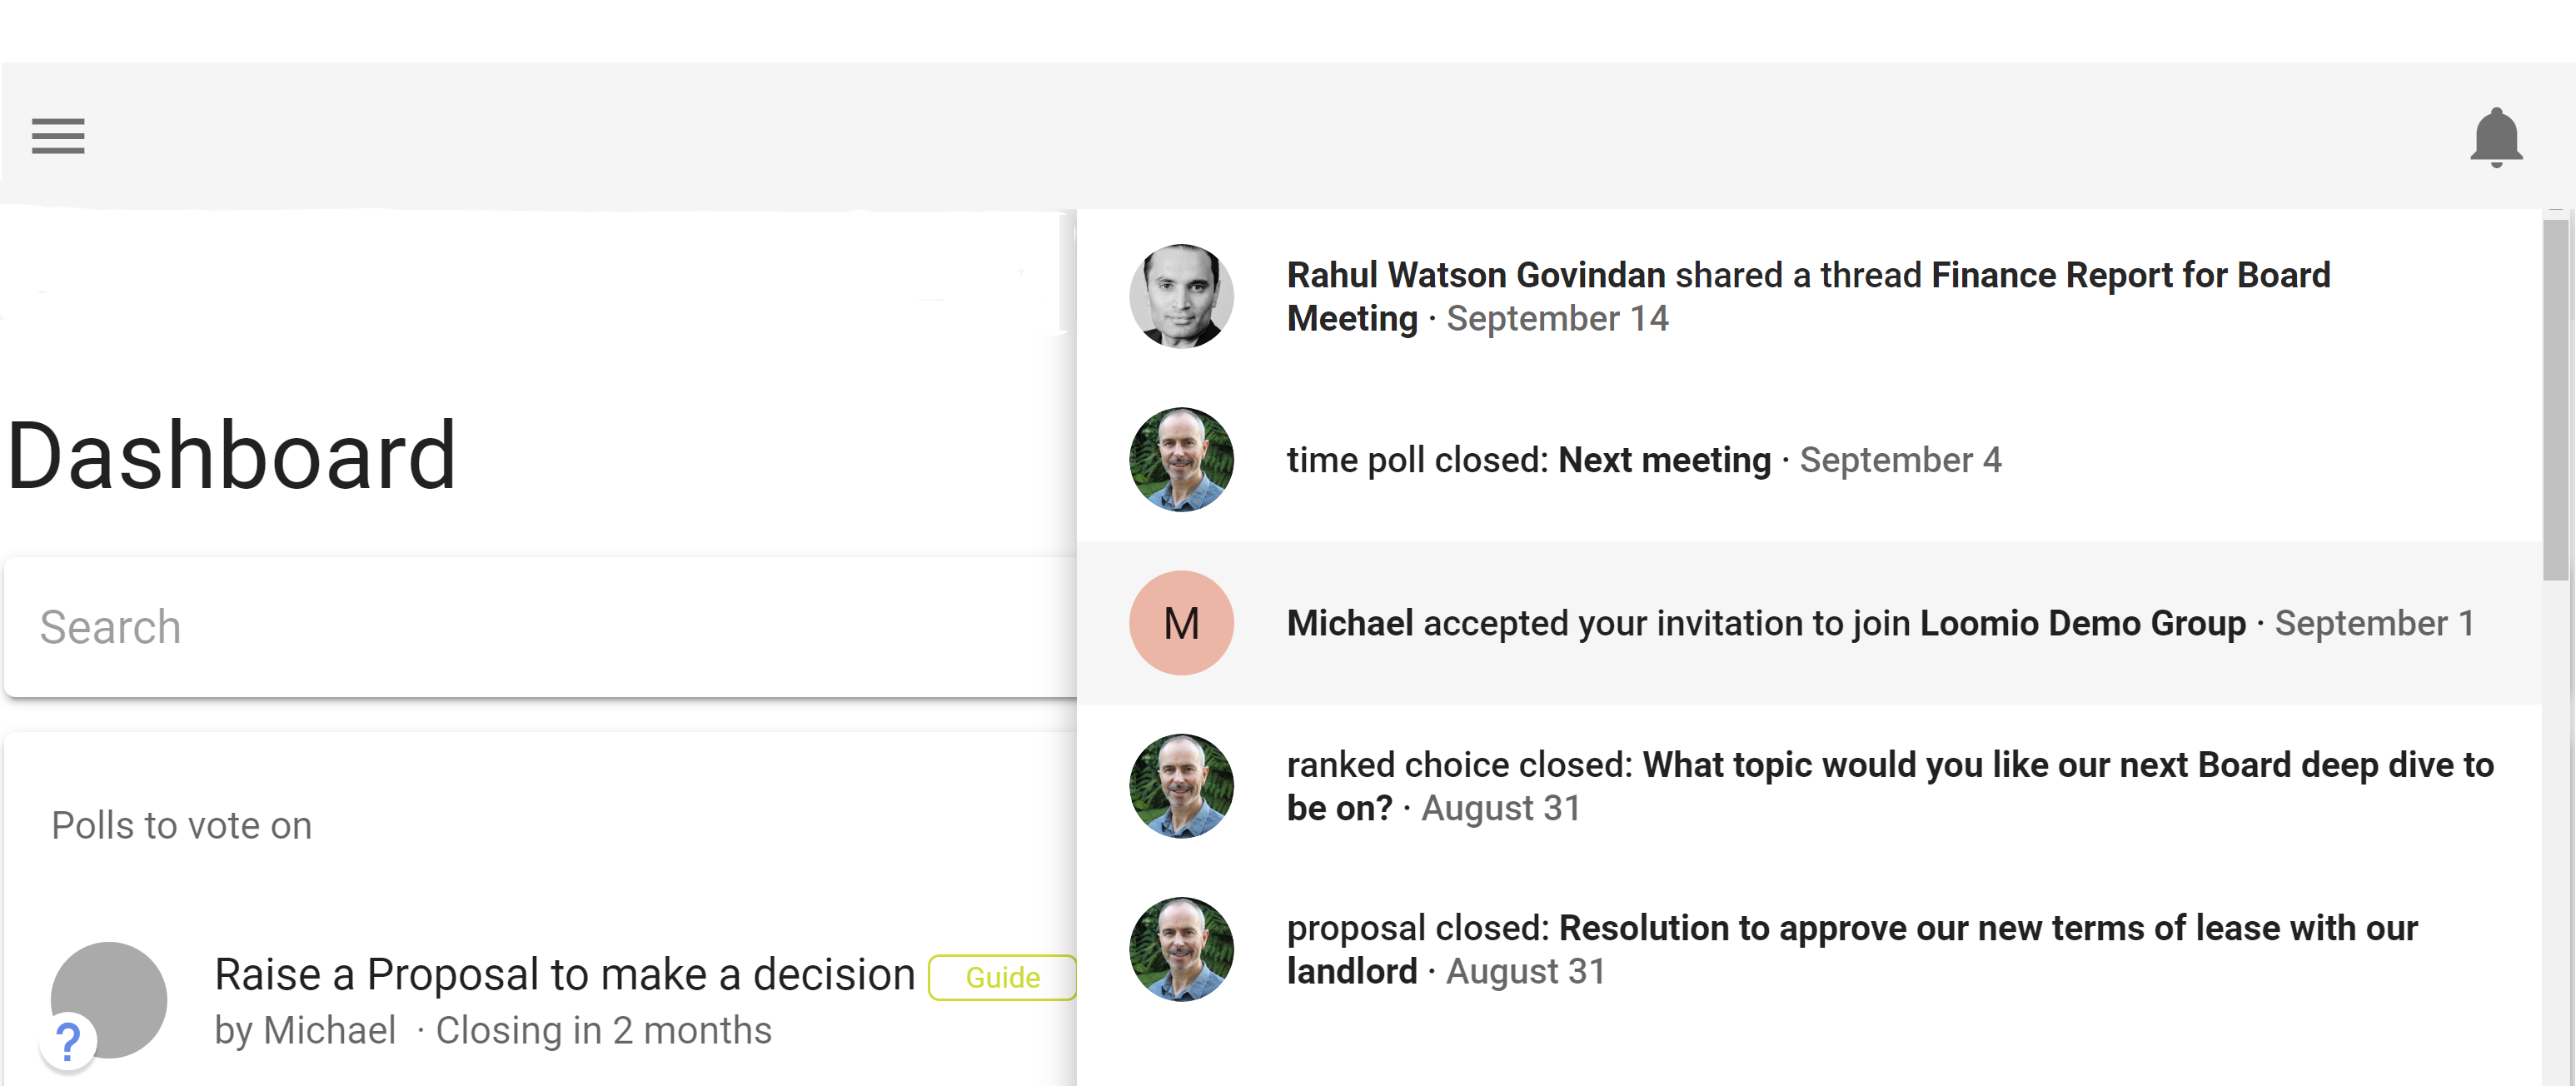 Dashboard
Search
Polls to vote on
Raise a Proposal to make a decision Guide
by Michael · Closing in 2 months
?
Rahul Watson Govindan shared a thread Finance Report for Board
Meeting · September 14
time poll closed: Next meeting · September 4
M
Michael accepted your invitation to join Loomio Demo Group · September 1
ranked choice closed: What topic would you like our next Board deep dive to
be on? · August 31
proposal closed: Resolution to approve our new terms of lease with our
landlord · August 31